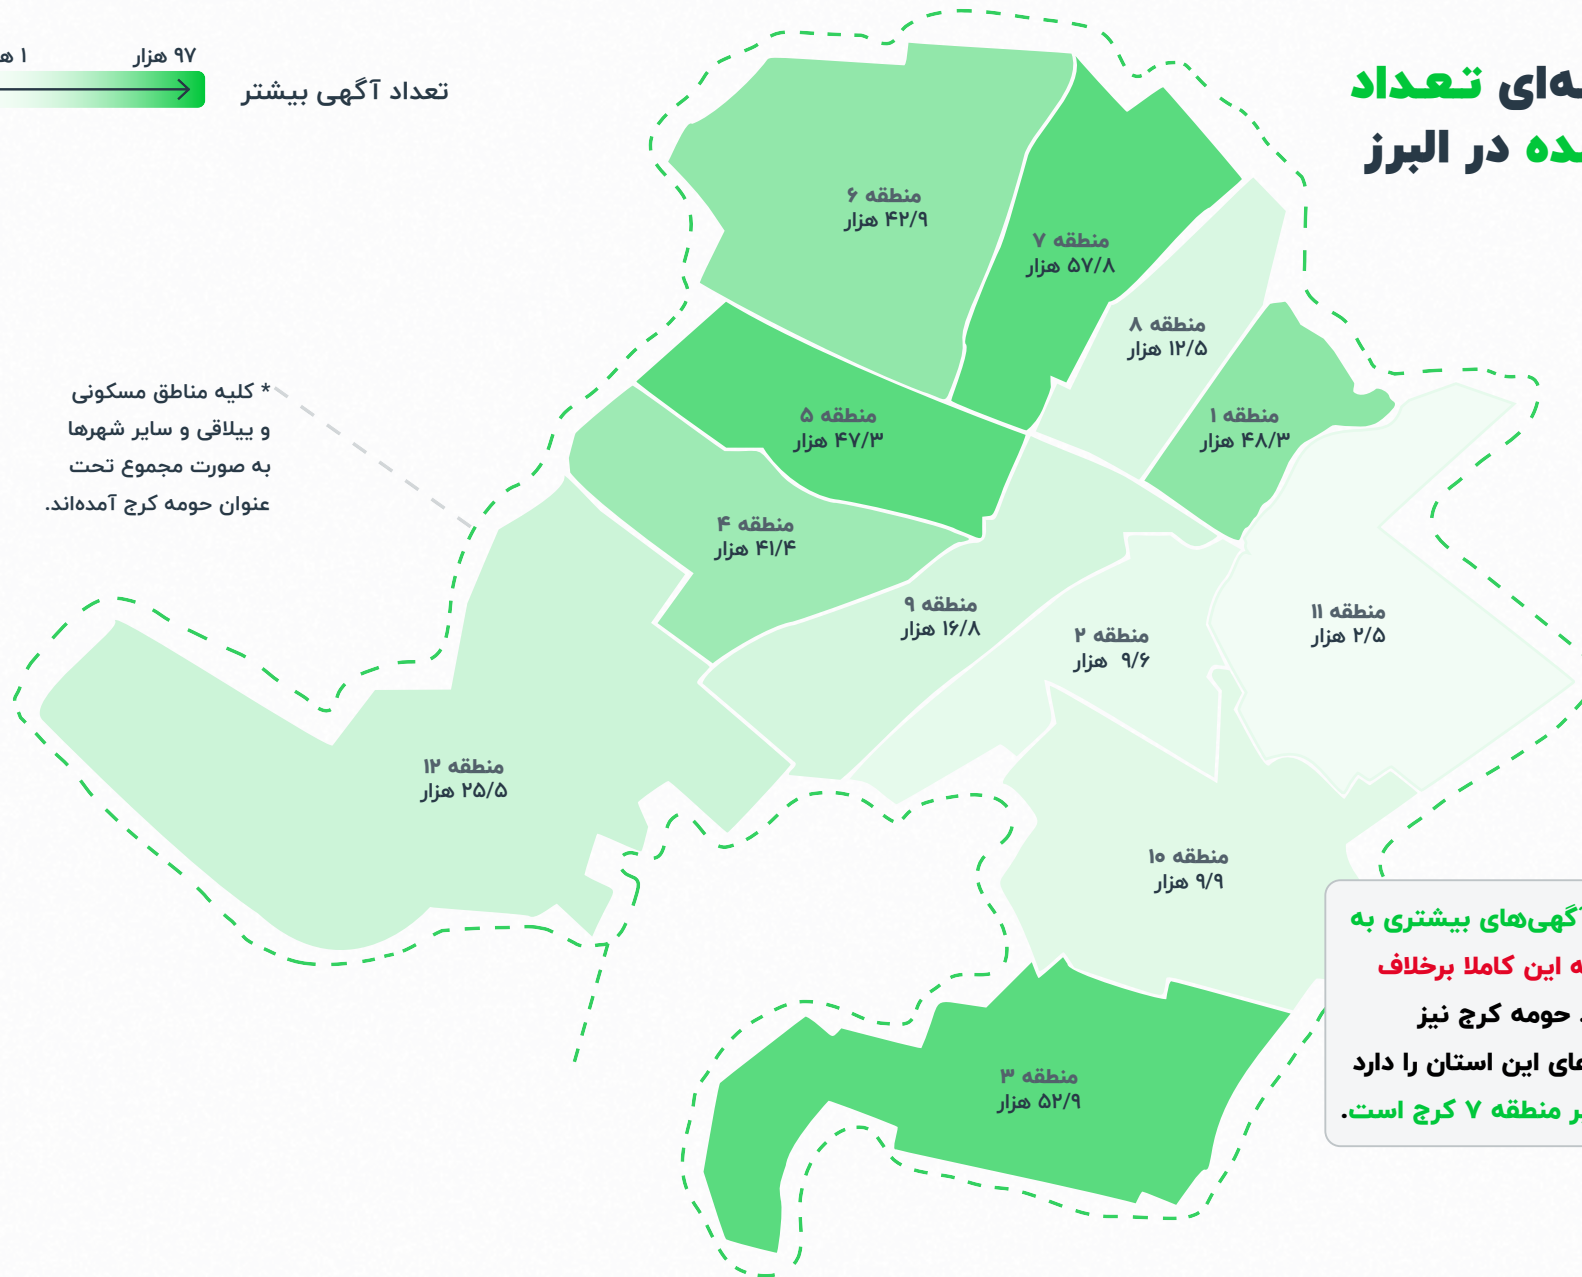 تعداد
در البرز
۹۷ هزار
۱
تعداد آگهی بیشتر
منطقه ۶
۴۲/۹ هزار
منطقه ۷
۵۷/۸ هزار
منطقه ۸
۱۲/۵ هزار
منطقه ۱
۴۸/۳ هزار
منطقه ۵
۴۷/۳ هزار
منطقه ۴
۴۱/۴ هزار
منطقه ۹
۱۶/۸ هزار
منطقه ۲
۹/۶ هزار
منطقه ۱۱
۲/۵ هزار
* کلیه مناطق مسکونی
و ییلاقی و سایر شهرها
به صورت مجموع تحت
عنوان حومه کرج آمده‌اند.
منطقه ۱۲
۲۵/۵ هزار
منطقه ۱۰
۹/۹ هزار
منطقه ۳
۵۲/۹ هزار
آگهی‌های بیشتری به
این کاملا برخلاف
حومه کرج نیز
این استان را دارد
منطقه ۷ کرج است.